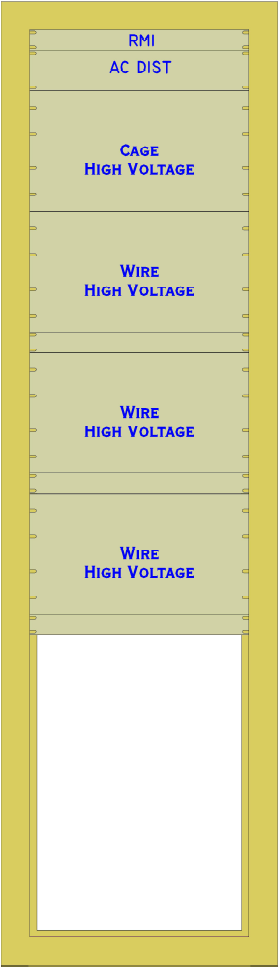 RMI
AC DIST
Cage
High Voltage
Wire
High Voltage
Wire
High Voltage
Wire
High Voltage